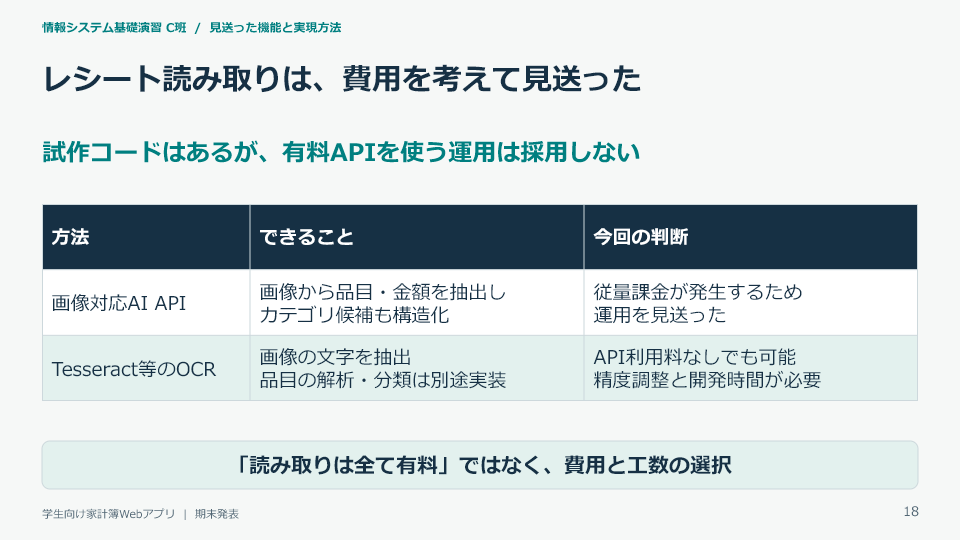 情報システム基礎演習 C班 / 見送った機能と実現方法
レシート読み取りは、費用を考えて見送った
試作コードはあるが、有料APIを使う運用は採用しない
方法
できること
今回の判断
画像対応AI API
画像から品目・金額を抽出し
カテゴリ候補も構造化
従量課金が発生するため
運用を見送った
Tesseract等のOCR
画像の文字を抽出
品目の解析・分類は別途実装
API利用料なしでも可能
精度調整と開発時間が必要
「読み取りは全て有料」ではなく、費用と工数の選択
学生向け家計簿Webアプリ | 期末発表
18